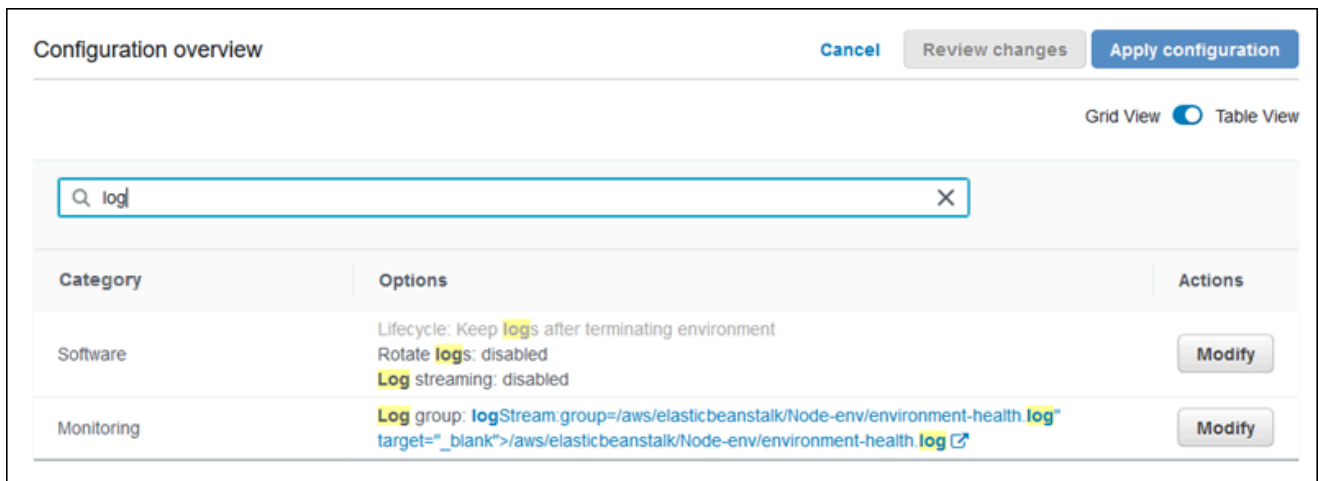 Configuration overview
Cancel
Review changes
Apply configuration
Grid View
Table View
log
Category
Options
Actions
Software
Lifecycle: Keep logs after terminating environment
Rotate logs: disabled
Log streaming: disabled
Modify
Monitoring
Log group: logStream:group=/aws/elasticbeanstalk/Node-env/environment-health.log"
target="_blank">/aws/elasticbeanstalk/Node-env/environment-health.log
Modify